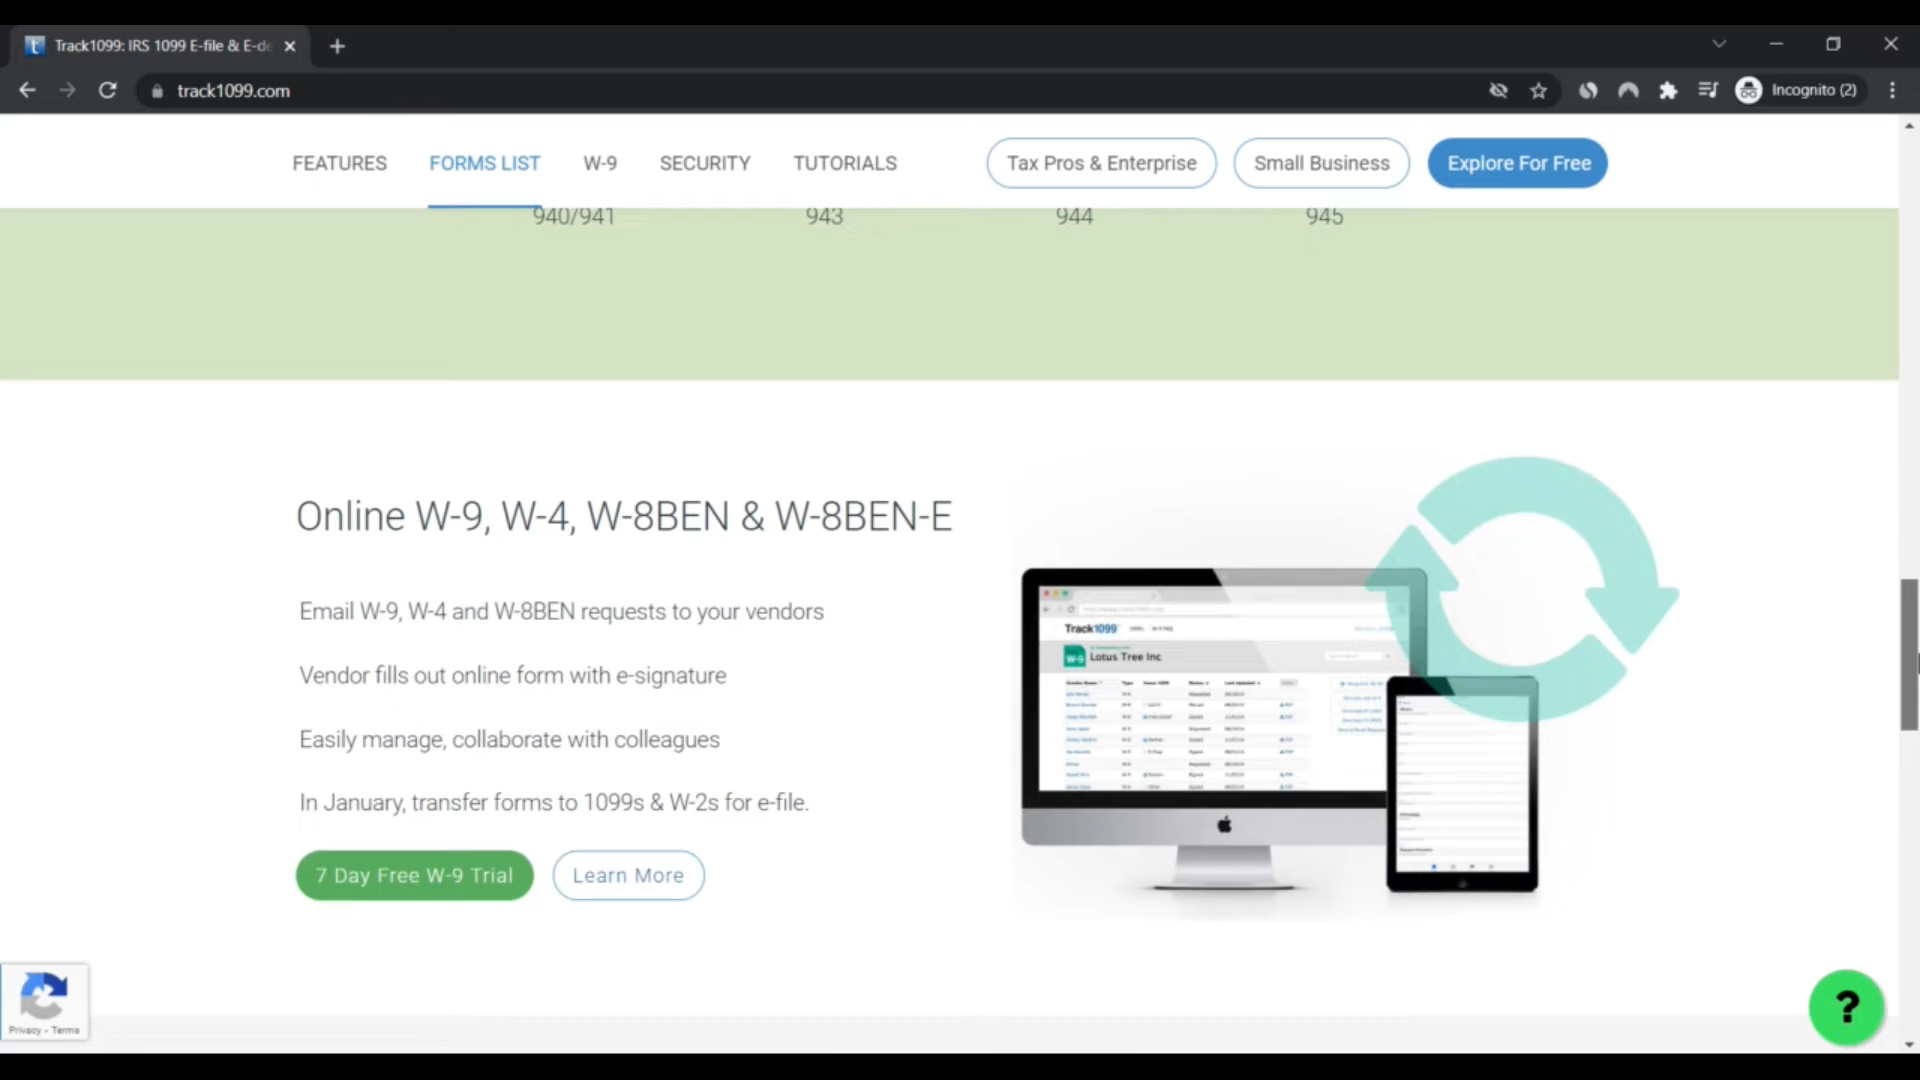 Track1099: IRS 1099 E-file & E-de
track1099.com
Incognito (2)
FEATURES FORMS LIST W-9 SECURITY TUTORIALS Tax Pros & Enterprise Small Business Explore For Free
940/941 943 944 945
Online W-9, W-4, W-8BEN & W-8BEN-E
Email W-9, W-4 and W-8BEN requests to your vendors
Vendor fills out online form with e-signature
Easily manage, collaborate with colleagues
In January, transfer forms to 1099s & W-2s for e-file.
7 Day Free W-9 Trial Learn More
Track1099
W-9 Lotus Tree Inc
Privacy - Terms
?